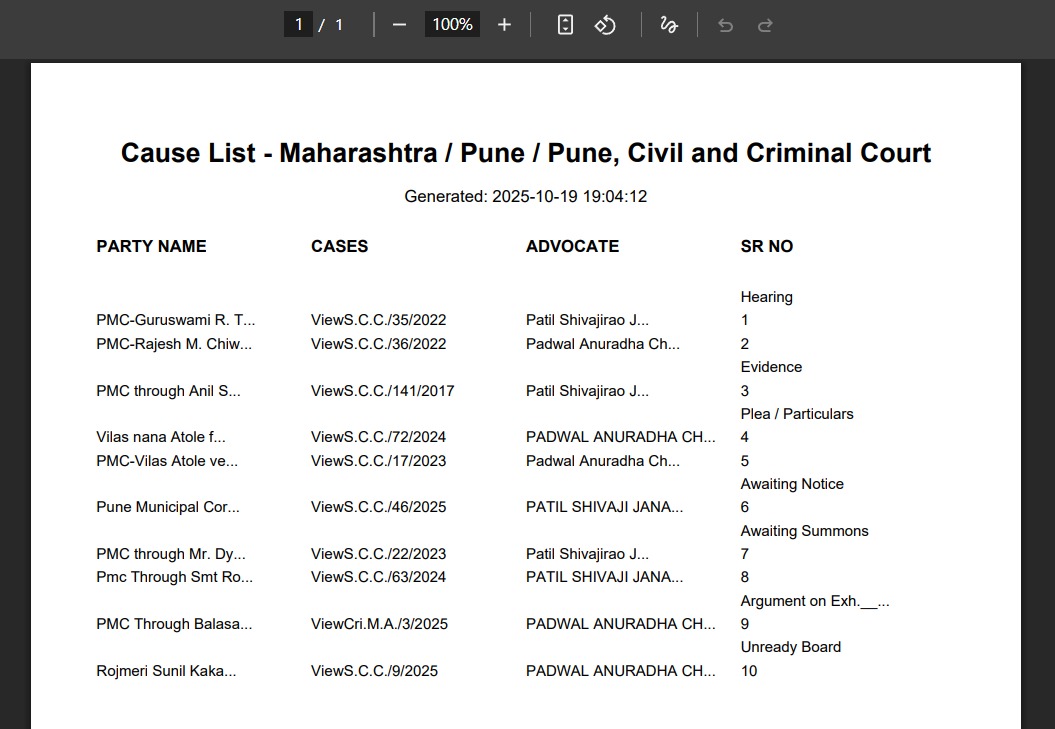 1 / 1 100%
Cause List - Maharashtra / Pune / Pune, Civil and Criminal Court
Generated: 2025-10-19 19:04:12
PARTY NAME CASES ADVOCATE SR NO
Hearing
PMC-Guruswami R. T... ViewS.C.C./35/2022 Patil Shivajirao J... 1
PMC-Rajesh M. Chiw... ViewS.C.C./36/2022 Padwal Anuradha Ch... 2
Evidence
PMC through Anil S... ViewS.C.C./141/2017 Patil Shivajirao J... 3
Plea / Particulars
Vilas nana Atole f... ViewS.C.C./72/2024 PADWAL ANURADHA CH... 4
PMC-Vilas Atole ve... ViewS.C.C./17/2023 Padwal Anuradha Ch... 5
Awaiting Notice
Pune Municipal Cor... ViewS.C.C./46/2025 PATIL SHIVAJI JANA... 6
Awaiting Summons
PMC through Mr. Dy... ViewS.C.C./22/2023 Patil Shivajirao J... 7
Pmc Through Smt Ro... ViewS.C.C./63/2024 PATIL SHIVAJI JANA... 8
Argument on Exh.__...
PMC Through Balasa... ViewCri.M.A./3/2025 PADWAL ANURADHA CH... 9
Unready Board
Rojmeri Sunil Kaka... ViewS.C.C./9/2025 PADWAL ANURADHA CH... 10